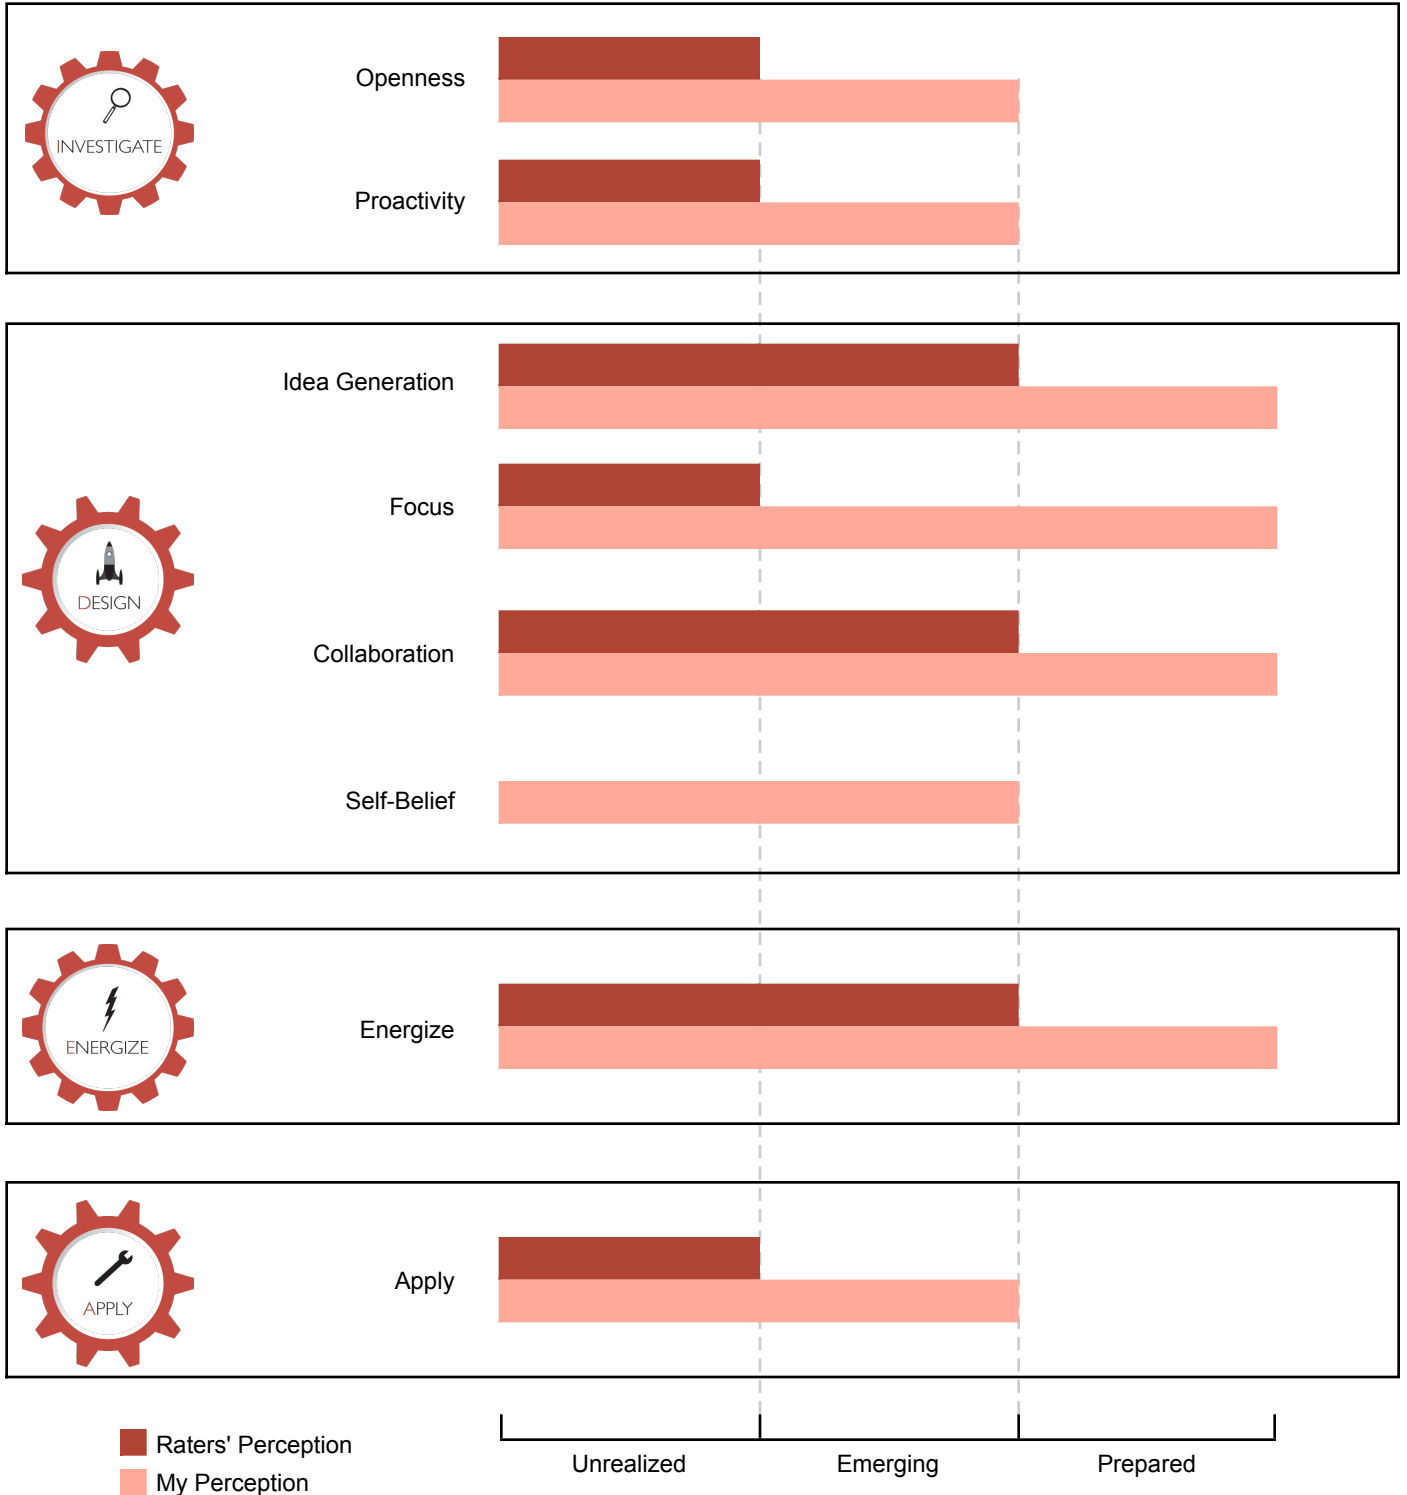 INVESTIGATE
Openness
Proactivity
Idea Generation
Focus
DESIGN
Collaboration
Self-Belief
ENERGIZE
Energize
APPLY
Apply
Raters' Perception
My Perception
Unrealized
Emerging
Prepared